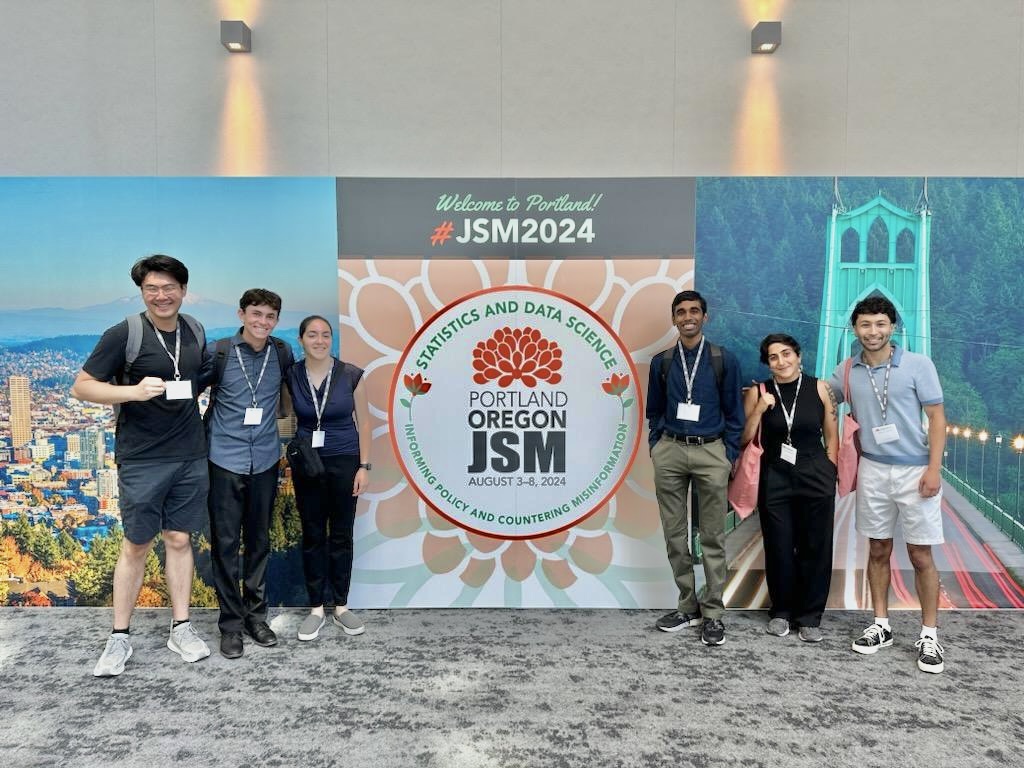 Welcome to Portland!
#JSM2024
STATISTICS AND DATA SCIENCE
PORTLAND
OREGON
JSM
AUGUST 3–8, 2024
INFORMING POLICY AND COUNTERING MISINFORMATION